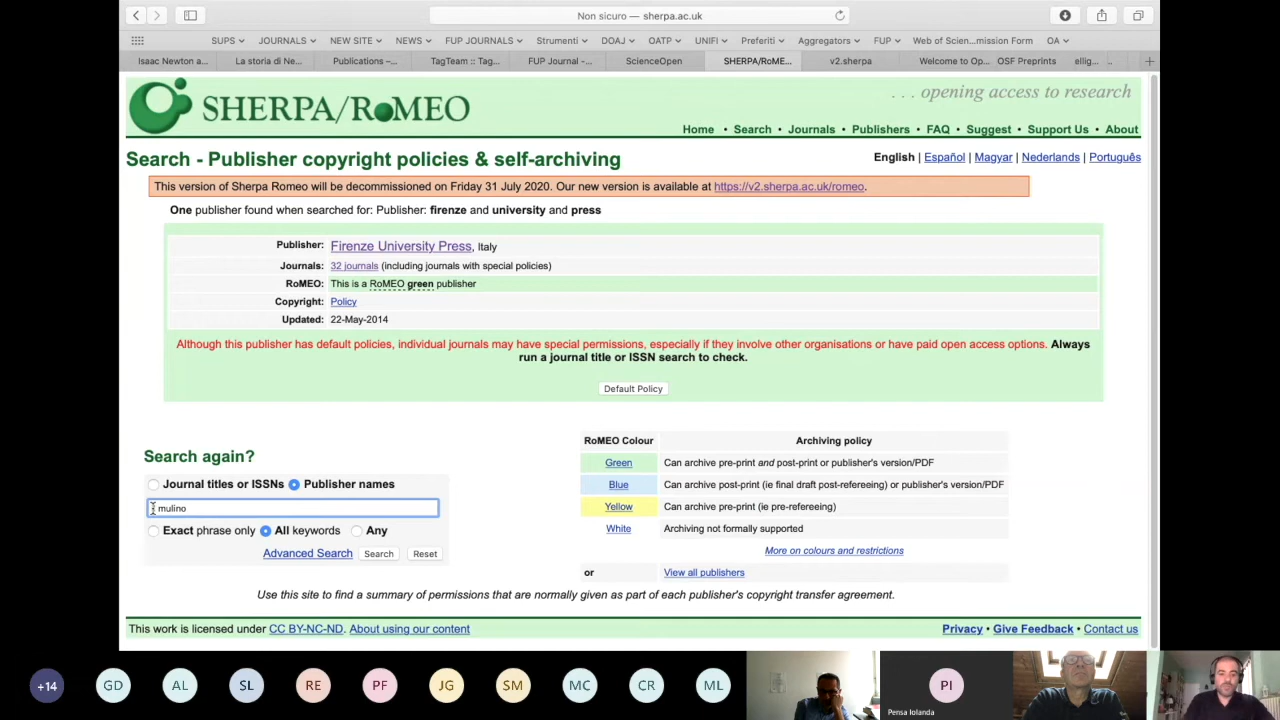 Non sicuro — sherpa.ac.uk
SUPS JOURNALS NEW SITE NEWS FUP JOURNALS Strumenti DOAJ OATP UNIFI Preferiti Aggregators FUP Web of Scien...mission Form OA
Isaac Newton a... La storia di Ne... Publications –... TagTeam :: Tag... FUP Journal -... ScienceOpen SHERPA/RoME... v2.sherpa Welcome to Op... OSF Preprints ellig...
SHERPA/RoMEO
. . . opening access to research
Home • Search • Journals • Publishers • FAQ • Suggest • Support Us • About
Search - Publisher copyright policies & self-archiving
English | Español | Magyar | Nederlands | Português
This version of Sherpa Romeo will be decommissioned on Friday 31 July 2020. Our new version is available at https://v2.sherpa.ac.uk/romeo.
One publisher found when searched for: Publisher: firenze and university and press
Publisher: Firenze University Press, Italy
Journals: 32 journals (including journals with special policies)
RoMEO: This is a RoMEO green publisher
Copyright: Policy
Updated: 22-May-2014
Although this publisher has default policies, individual journals may have special permissions, especially if they involve other organisations or have paid open access options. Always
run a journal title or ISSN search to check.
Default Policy
Search again?
Journal titles or ISSNs Publisher names
mulino
Exact phrase only All keywords Any
Advanced Search Search Reset
RoMEO Colour Archiving policy
Green Can archive pre-print and post-print or publisher's version/PDF
Blue Can archive post-print (ie final draft post-refereeing) or publisher's version/PDF
Yellow Can archive pre-print (ie pre-refereeing)
White Archiving not formally supported
More on colours and restrictions
or View all publishers
Use this site to find a summary of permissions that are normally given as part of each publisher's copyright transfer agreement.
This work is licensed under CC BY-NC-ND. About using our content
Privacy • Give Feedback • Contact us
+14 GD AL SL RE PF JG SM MC CR ML PI
Pensa Iolanda